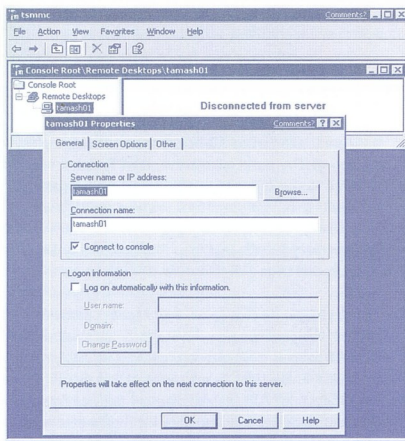 tsmmc
Comments?
File Action View Favorites Window Help
Console Root\Remote Desktops\tamash01
Console Root
Remote Desktops
tamash01
Disconnected from server
tamash01 Properties
Comments?
General
Screen Options
Other
Connection
Server name or IP address:
tamash01
Browse...
Connection name:
tamash01
Connect to console
Logon information
Log on automatically with this information.
User name:
Domain:
Change Password
Properties will take effect on the next connection to this server.
OK
Cancel
Help